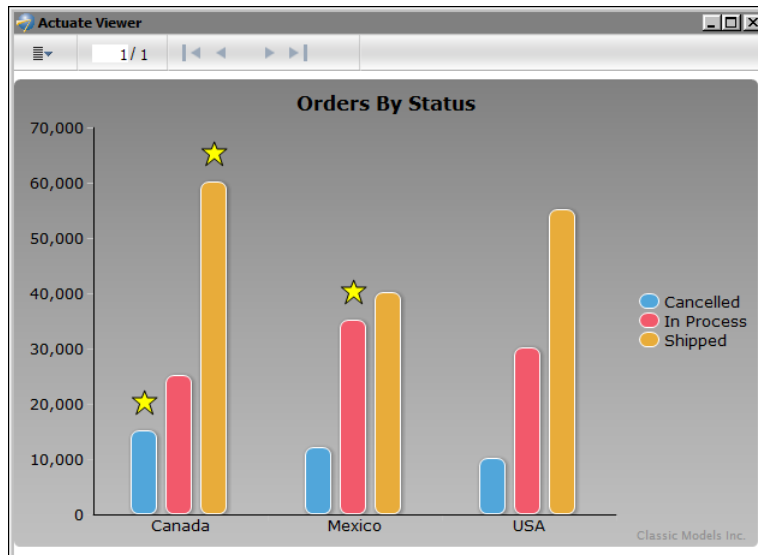 Actuate Viewer
1/ 1
Orders By Status
70,000
60,000
50,000
40,000
30,000
20,000
10,000
0
Canada
Mexico
USA
Cancelled
In Process
Shipped
Classic Models Inc.